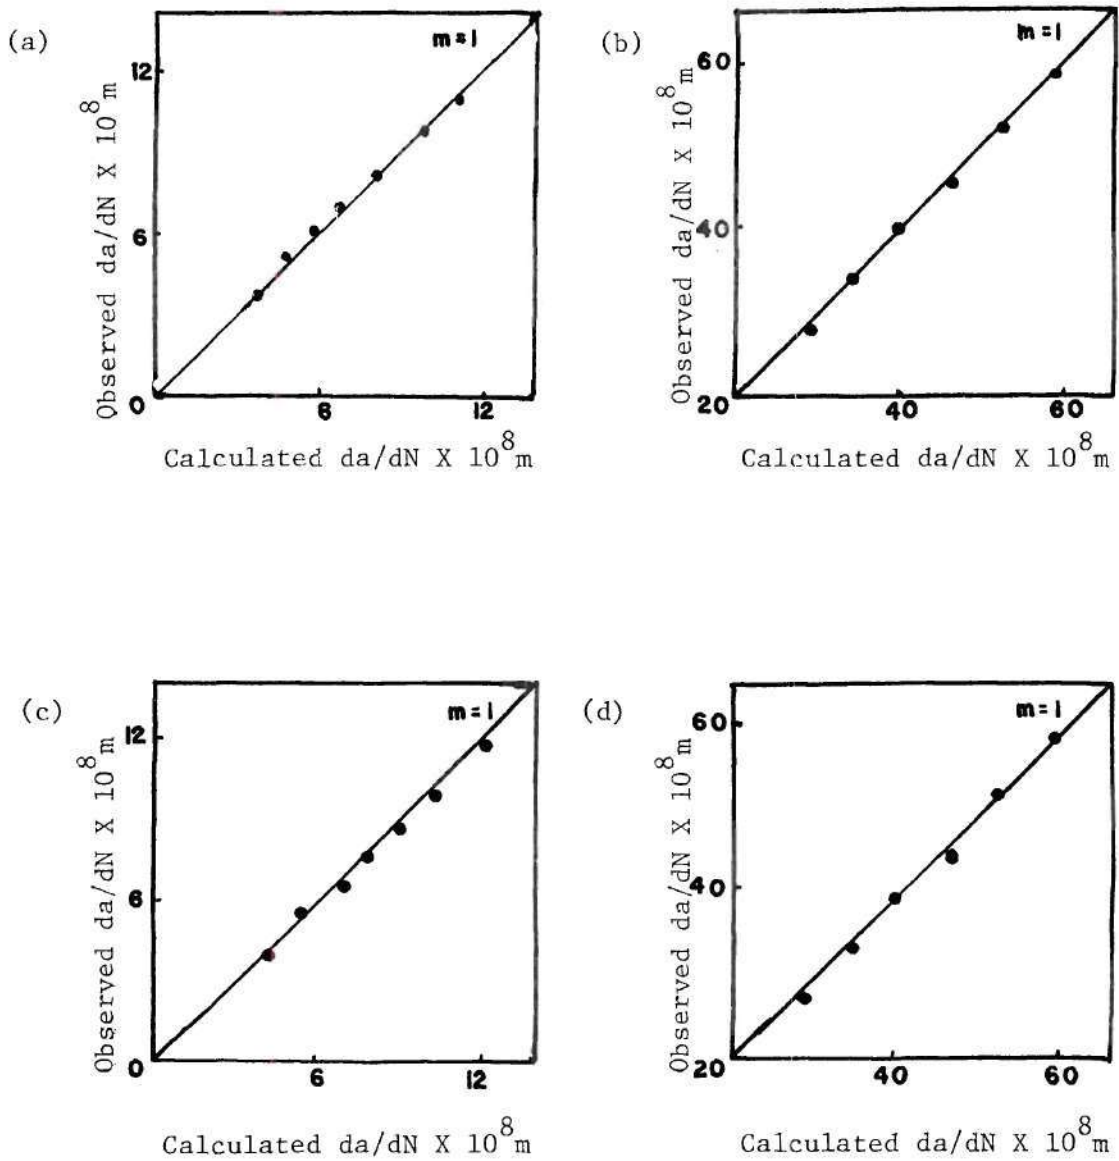 (a)
m = 1
12
6
0
6
12
Observed da/dN X 10⁸m
Calculated da/dN X 10⁸m
(b)
m = 1
60
40
20
40
60
Observed da/dN X 10⁸m
Calculated da/dN X 10⁸m
(c)
m = 1
12
6
0
6
12
Observed da/dN X 10⁸m
Calculated da/dN X 10⁸m
(d)
m = 1
60
40
20
40
60
Observed da/dN X 10⁸m
Calculated da/dN X 10⁸m